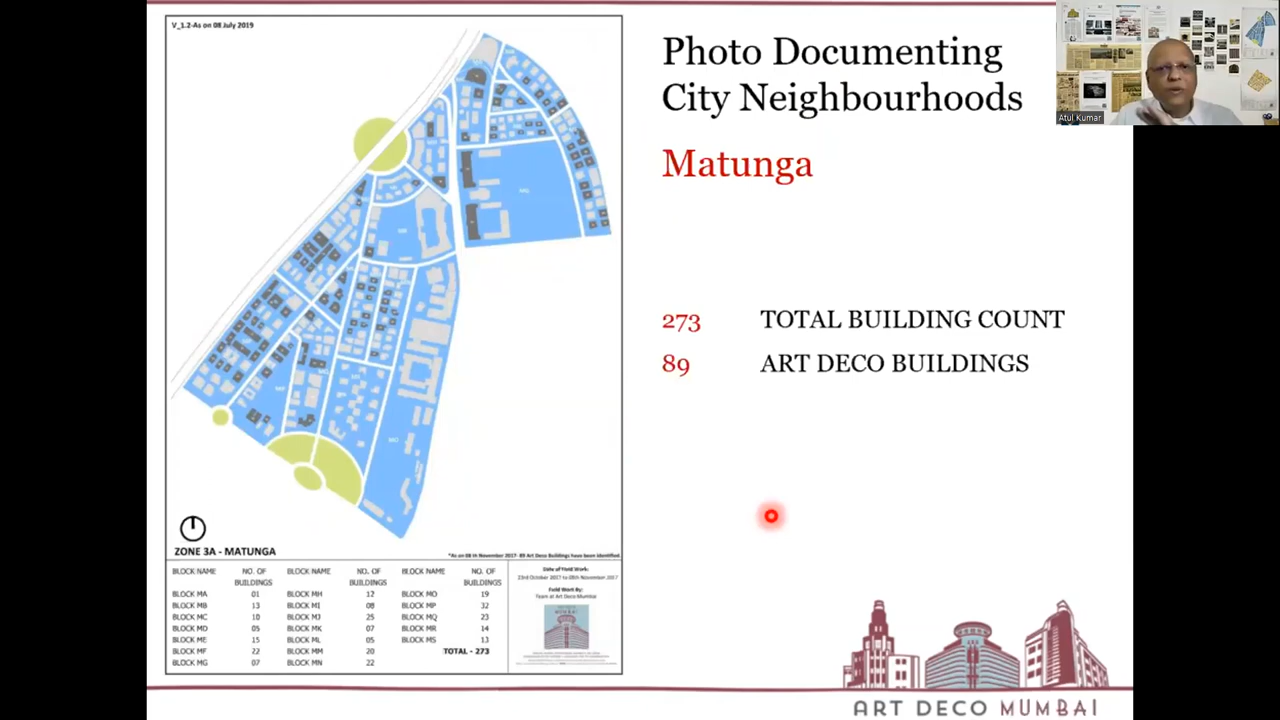 V_1.2-As on 08 July 2019
Photo Documenting
City Neighbourhoods
Matunga
273 TOTAL BUILDING COUNT
89 ART DECO BUILDINGS
Atul Kumar
ZONE 3A - MATUNGA
*As on 08 th November 2017- 89 Art Deco Buildings have been identified.
BLOCK NAME NO. OF BUILDINGS BLOCK NAME NO. OF BUILDINGS BLOCK NAME NO. OF BUILDINGS
BLOCK MA 01 BLOCK MH 12 BLOCK MO 19
BLOCK MB 13 BLOCK MI 08 BLOCK MP 32
BLOCK MC 10 BLOCK MJ 25 BLOCK MQ 23
BLOCK MD 05 BLOCK MK 07 BLOCK MR 14
BLOCK ME 15 BLOCK ML 05 BLOCK MS 13
BLOCK MF 22 BLOCK MM 20 TOTAL - 273
BLOCK MG 07 BLOCK MN 22
Date of Field Work:
23rd October 2017 to 08th November 2017
Field Work By:
Team at Art Deco Mumbai
ART DECO MUMBAI